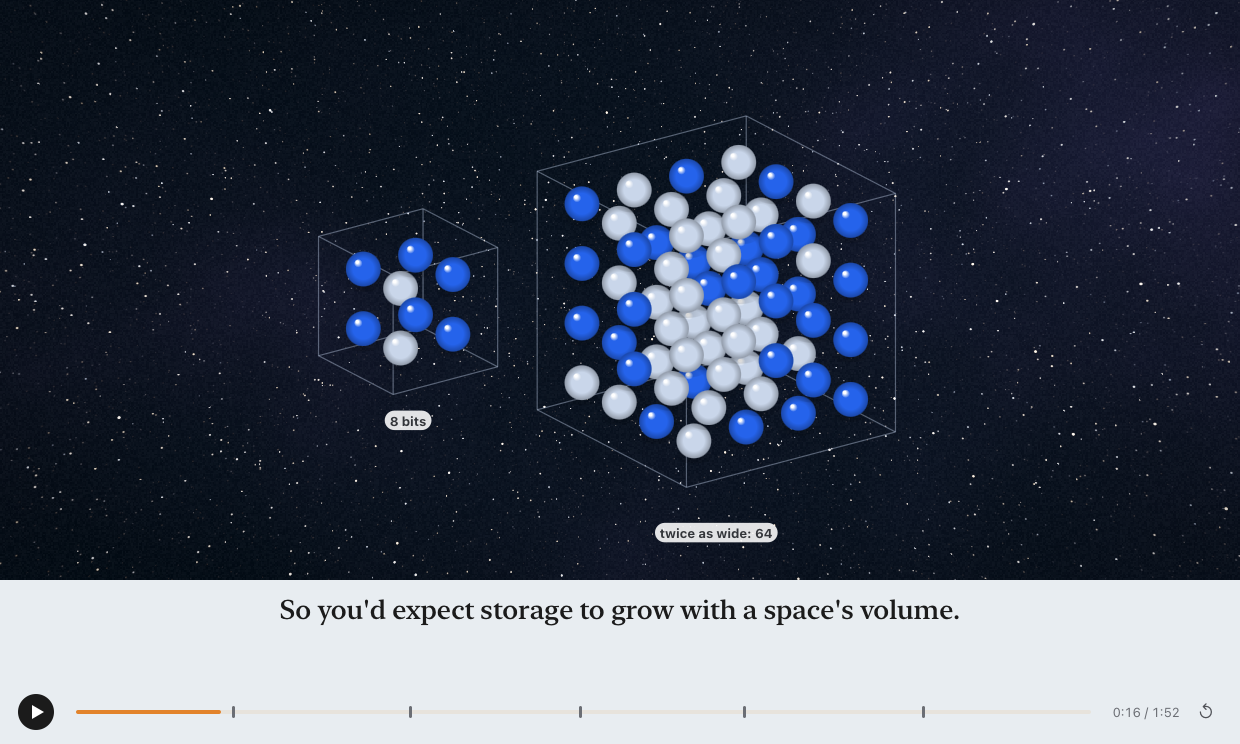 8 bits
twice as wide: 64
So you'd expect storage to grow with a space's volume.
0:16 / 1:52